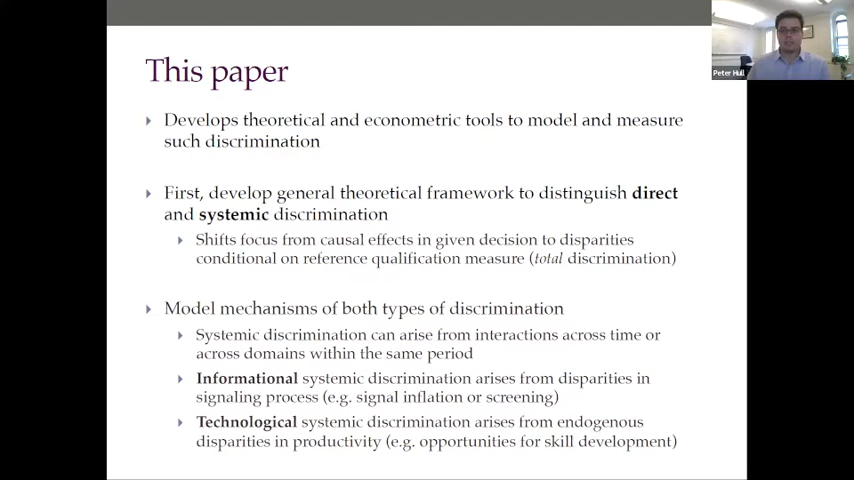 This paper
Develops theoretical and econometric tools to model and measure
such discrimination
First, develop general theoretical framework to distinguish direct
and systemic discrimination
Shifts focus from causal effects in given decision to disparities
conditional on reference qualification measure (total discrimination)
Model mechanisms of both types of discrimination
Systemic discrimination can arise from interactions across time or
across domains within the same period
Informational systemic discrimination arises from disparities in
signaling process (e.g. signal inflation or screening)
Technological systemic discrimination arises from endogenous
disparities in productivity (e.g. opportunities for skill development)
Peter Hull